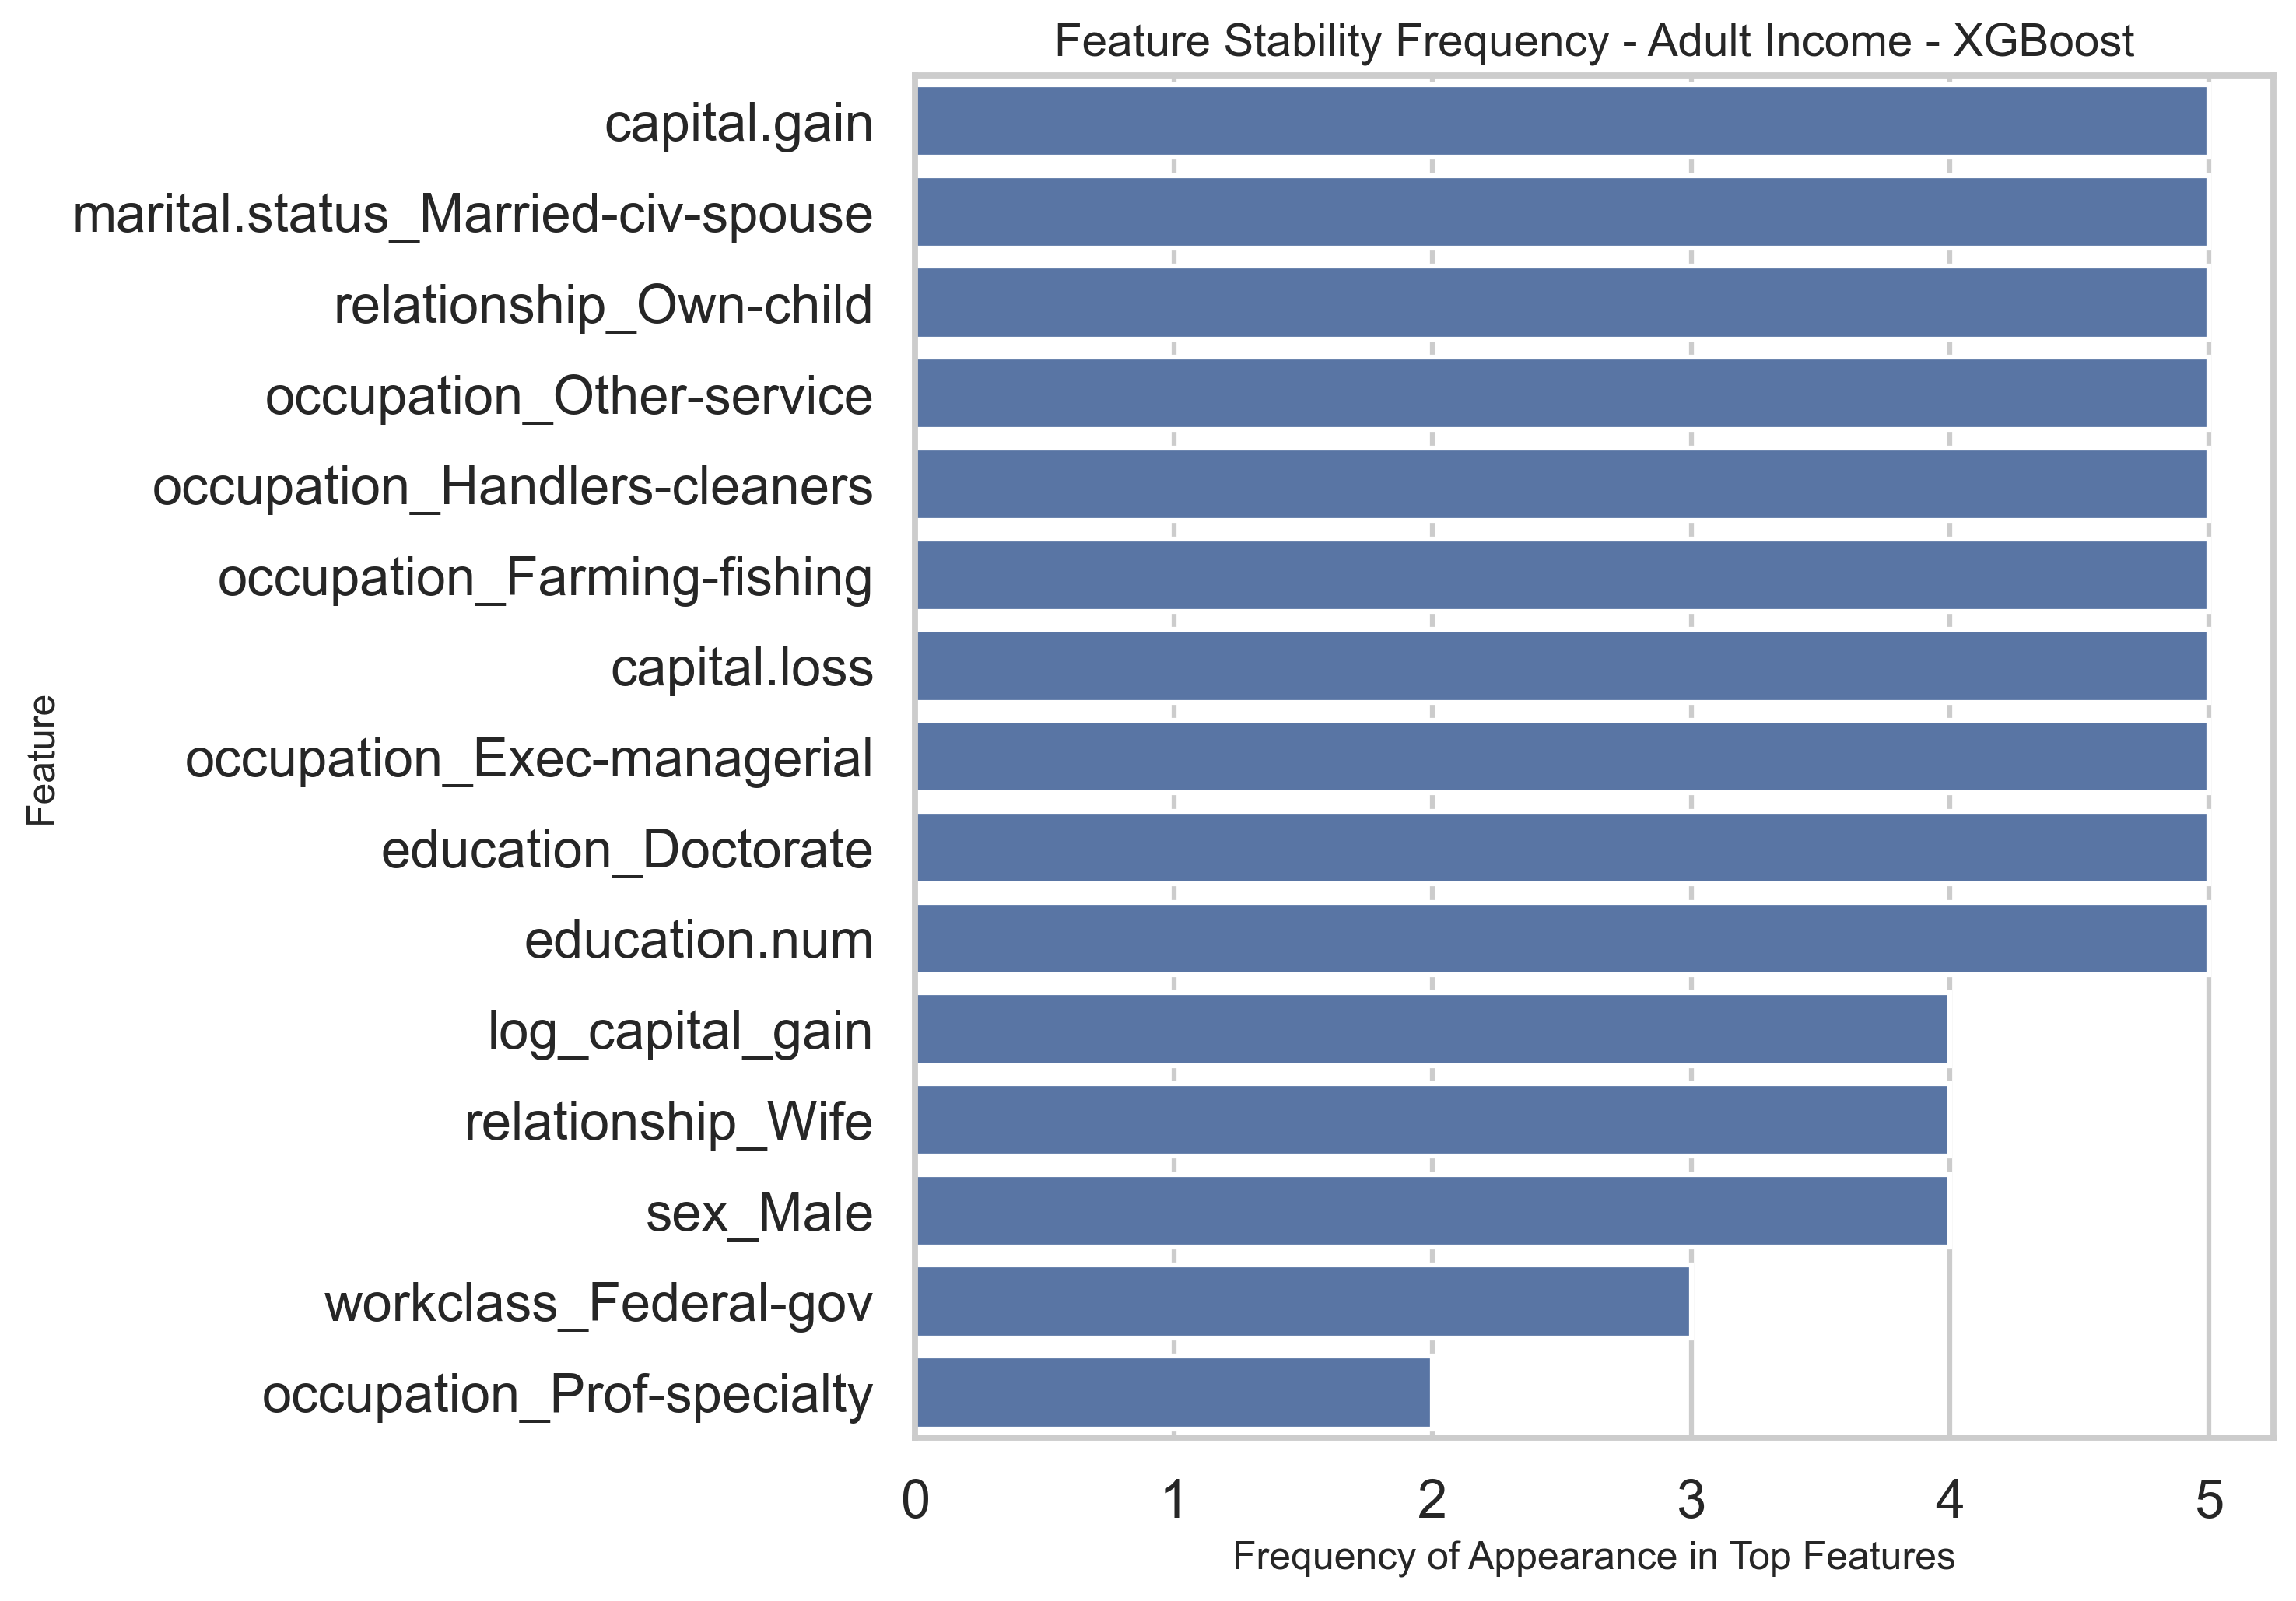 Feature Stability Frequency - Adult Income - XGBoost
capital.gain
marital.status_Married-civ-spouse
relationship_Own-child
occupation_Other-service
occupation_Handlers-cleaners
occupation_Farming-fishing
capital.loss
occupation_Exec-managerial
education_Doctorate
education.num
log_capital_gain
relationship_Wife
sex_Male
workclass_Federal-gov
occupation_Prof-specialty
Feature
0 1 2 3 4 5
Frequency of Appearance in Top Features